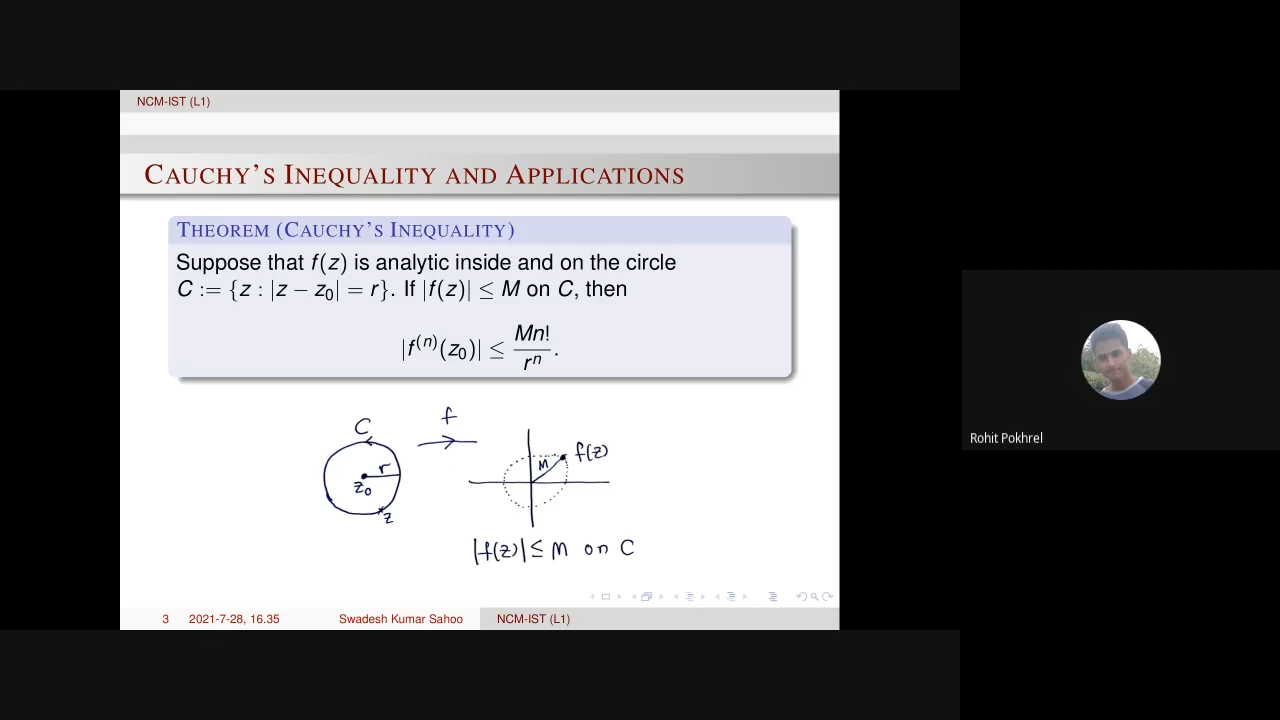 NCM-IST (L1)
CAUCHY'S INEQUALITY AND APPLICATIONS
THEOREM (CAUCHY'S INEQUALITY)
Suppose that f(z) is analytic inside and on the circle
C := {z : |z − z₀| = r}. If |f(z)| ≤ M on C, then
|f⁽ⁿ⁾(z₀)| ≤ Mn!/rⁿ.
C
f
r
z₀
z
M
f(z)
|f(z)| ≤ M on C
3 2021-7-28, 16.35 Swadesh Kumar Sahoo NCM-IST (L1)
Rohit Pokhrel